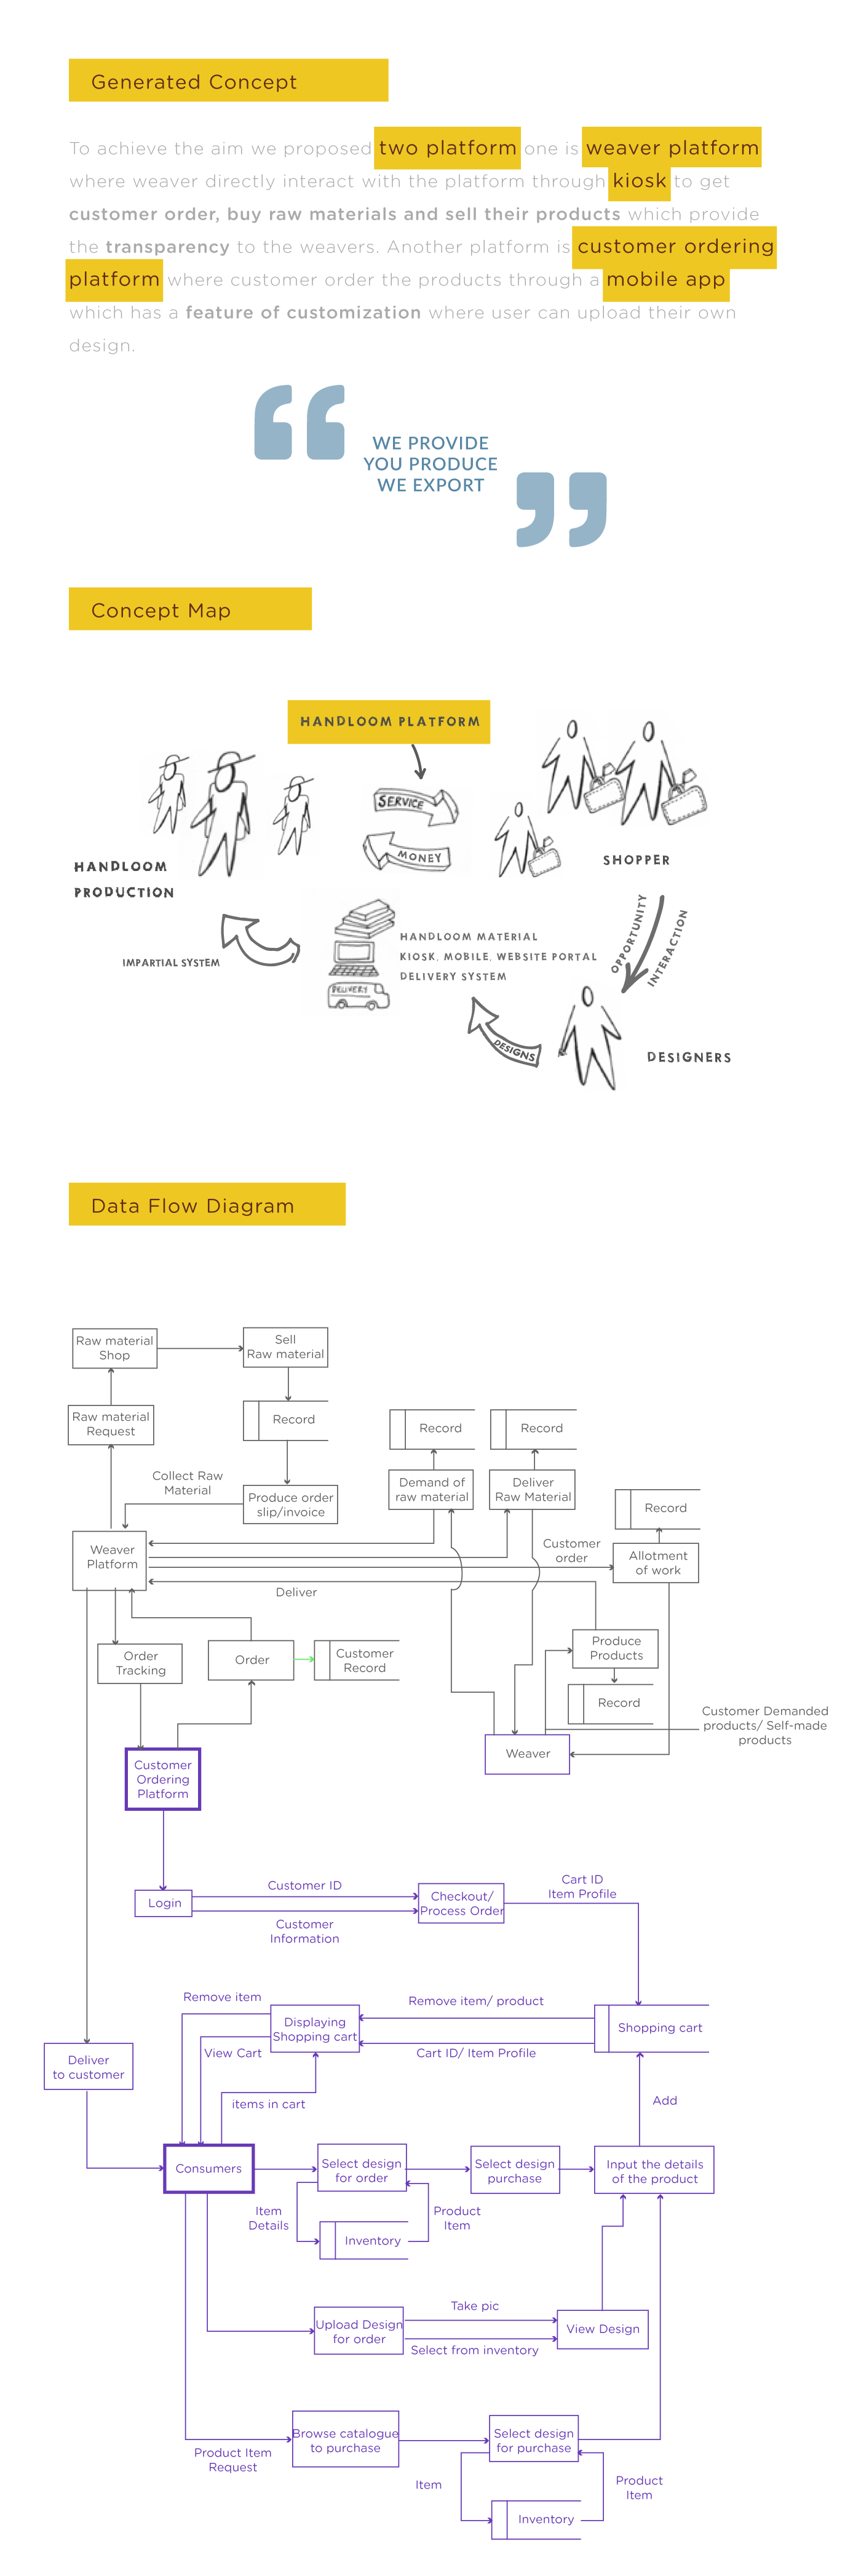 Generated Concept
To achieve the aim we proposed two platform one is weaver platform
where weaver directly interact with the platform through kiosk to get
customer order, buy raw materials and sell their products which provide
the transparency to the weavers. Another platform is customer ordering
platform where customer order the products through a mobile app
which has a feature of customization where user can upload their own
design.
WE PROVIDE
YOU PRODUCE
WE EXPORT
Concept Map
HANDLOOM PLATFORM
SERVICE
MONEY
SHOPPER
HANDLOOM
PRODUCTION
OPPORTUNITY
INTERACTION
IMPARTIAL SYSTEM
HANDLOOM MATERIAL
KIOSK, MOBILE, WEBSITE PORTAL
DELIVERY SYSTEM
DELIVERY
DESIGNS
DESIGNERS
Data Flow Diagram
Raw material
Shop
Sell
Raw material
Raw material
Request
Record
Record
Record
Collect Raw
Material
Produce order
slip/invoice
Demand of
raw material
Deliver
Raw Material
Record
Weaver
Platform
Customer
order
Allotment
of work
Deliver
Order
Tracking
Order
Customer
Record
Produce
Products
Record
Customer Demanded
products/ Self-made
products
Weaver
Customer
Ordering
Platform
Login
Customer ID
Customer
Information
Checkout/
Process Order
Cart ID
Item Profile
Remove item
Displaying
Shopping cart
Remove item/ product
Shopping cart
View Cart
Cart ID/ Item Profile
Deliver
to customer
items in cart
Add
Consumers
Select design
for order
Select design
purchase
Input the details
of the product
Item
Details
Product
Item
Inventory
Upload Design
for order
Take pic
Select from inventory
View Design
Browse catalogue
to purchase
Select design
for purchase
Product Item
Request
Item
Product
Item
Inventory